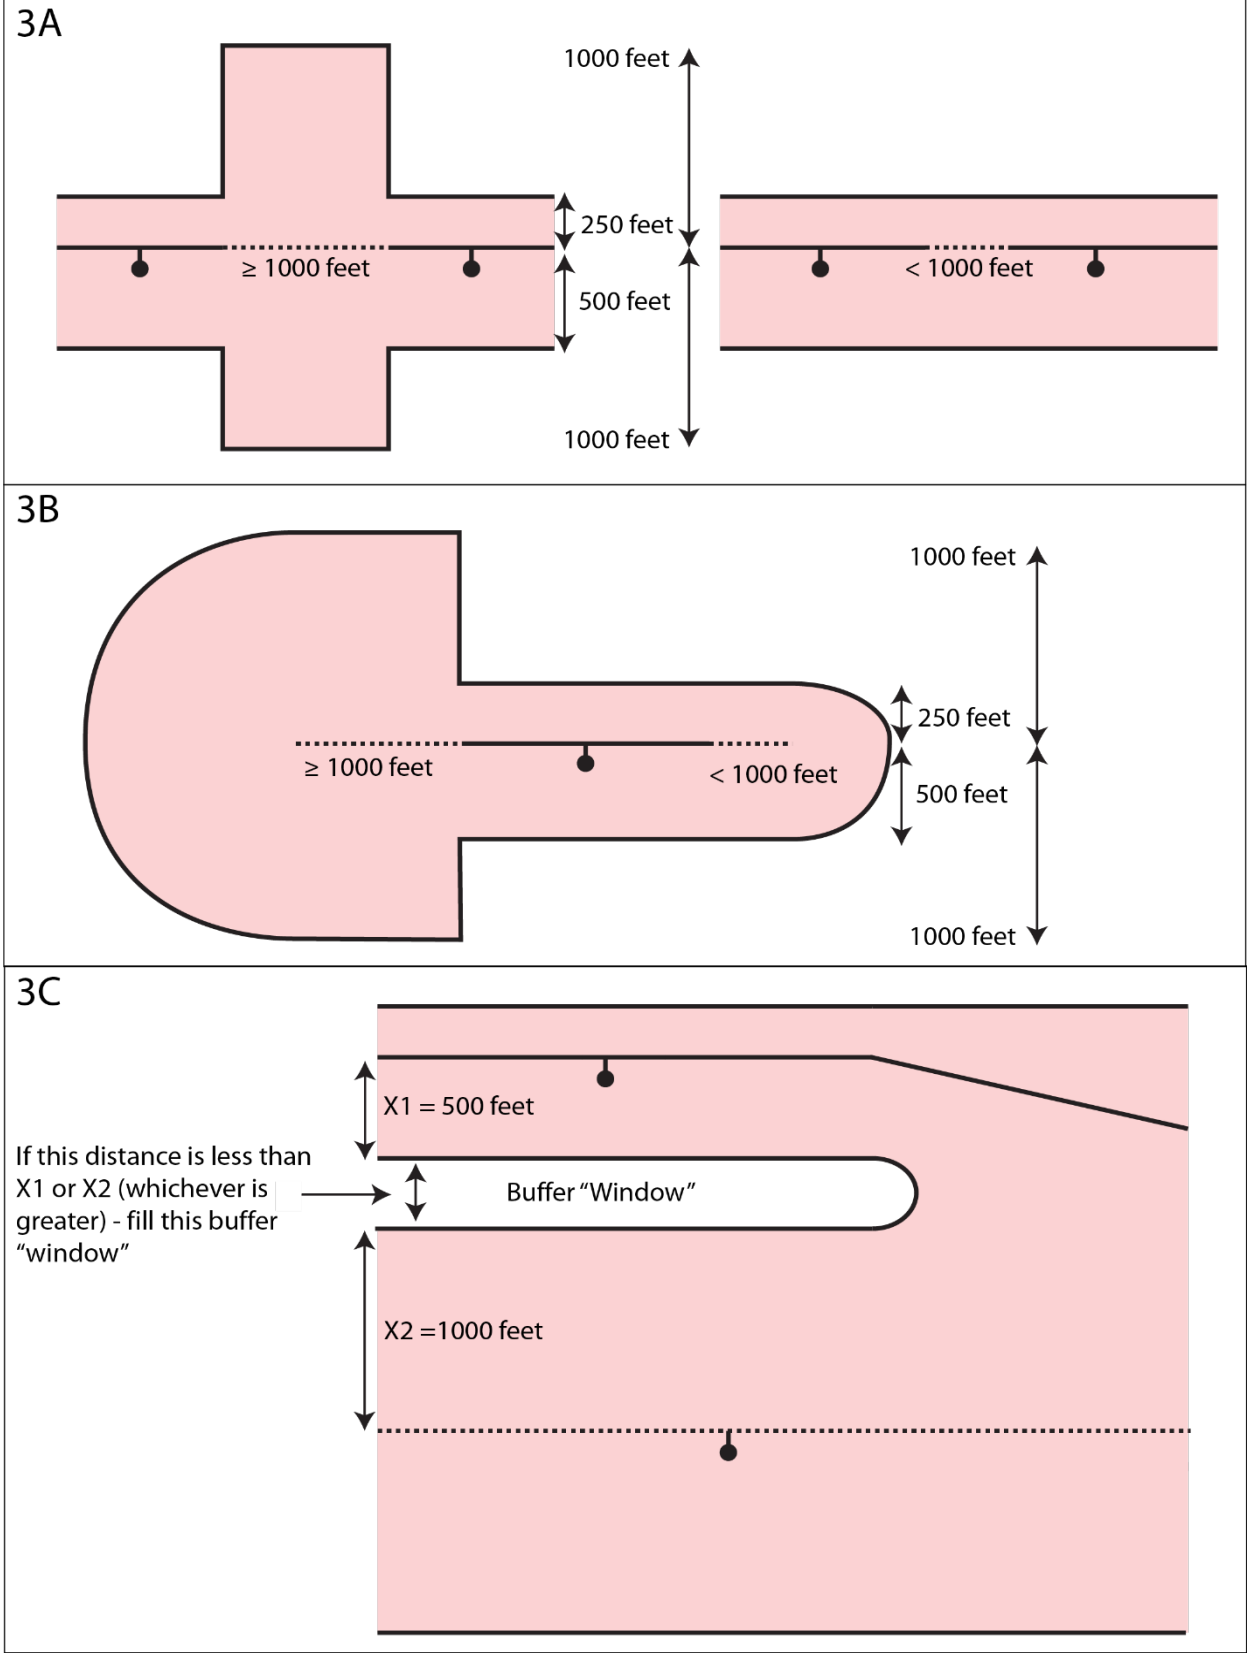 3A
1000 feet
250 feet
≥ 1000 feet
< 1000 feet
500 feet
1000 feet
3B
1000 feet
250 feet
≥ 1000 feet
< 1000 feet
500 feet
1000 feet
3C
X1 = 500 feet
If this distance is less than
X1 or X2 (whichever is
greater) - fill this buffer
“window”
Buffer “Window”
X2 =1000 feet